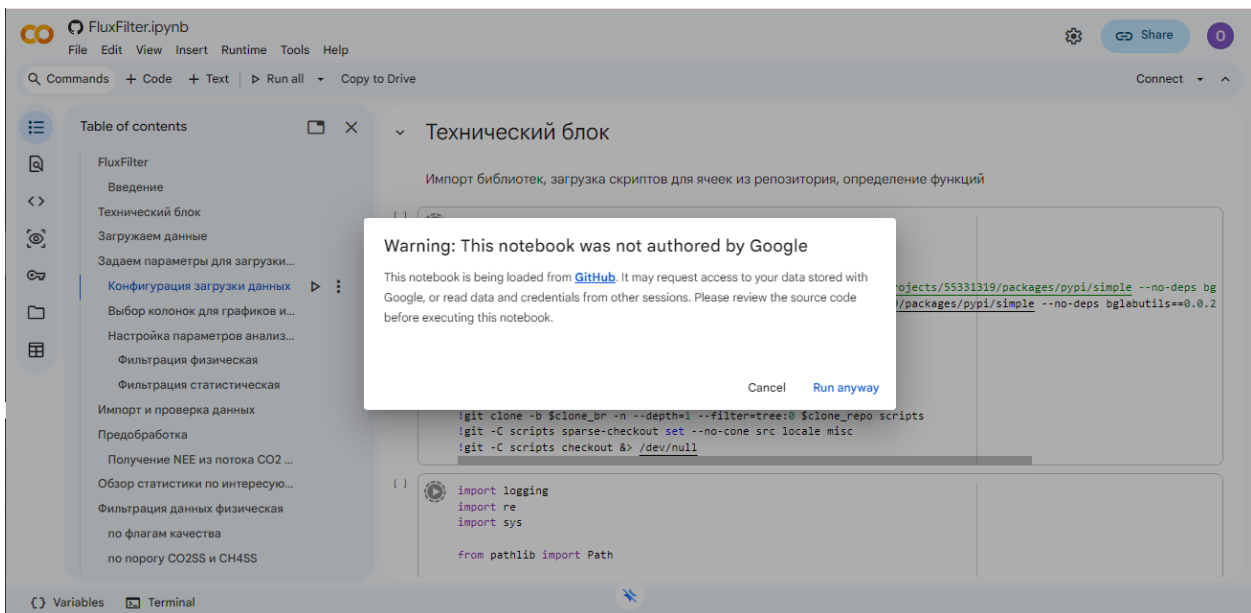 FluxFilter.ipynb
File Edit View Insert Runtime Tools Help
Share
O
Commands + Code + Text Run all Copy to Drive
Connect
Table of contents
FluxFilter
Введение
Технический блок
Загружаем данные
Задаем параметры для загрузки...
Конфигурация загрузки данных
Выбор колонок для графиков и...
Настройка параметров анализ...
Фильтрация физическая
Фильтрация статистическая
Импорт и проверка данных
Предобработка
Получение NEE из потока CO2 ...
Обзор статистики по интересую...
Фильтрация данных физическая
по флагам качества
по порогу CO2SS и CH4SS
Технический блок
Импорт библиотек, загрузка скриптов для ячеек из репозитория, определение функций
[ ]
Warning: This notebook was not authored by Google
This notebook is being loaded from GitHub. It may request access to your data stored with
Google, or read data and credentials from other sessions. Please review the source code
before executing this notebook.
Cancel Run anyway
ojects/55331319/packages/pypi/simple --no-deps bg
/packages/pypi/simple --no-deps bglabutils==0.0.2
!git clone -b $clone_br -n --depth=1 --filter=tree:0 $clone_repo scripts
!git -C scripts sparse-checkout set --no-cone src locale misc
!git -C scripts checkout &> /dev/null
[ ]
import logging
import re
import sys
from pathlib import Path
{} Variables Terminal